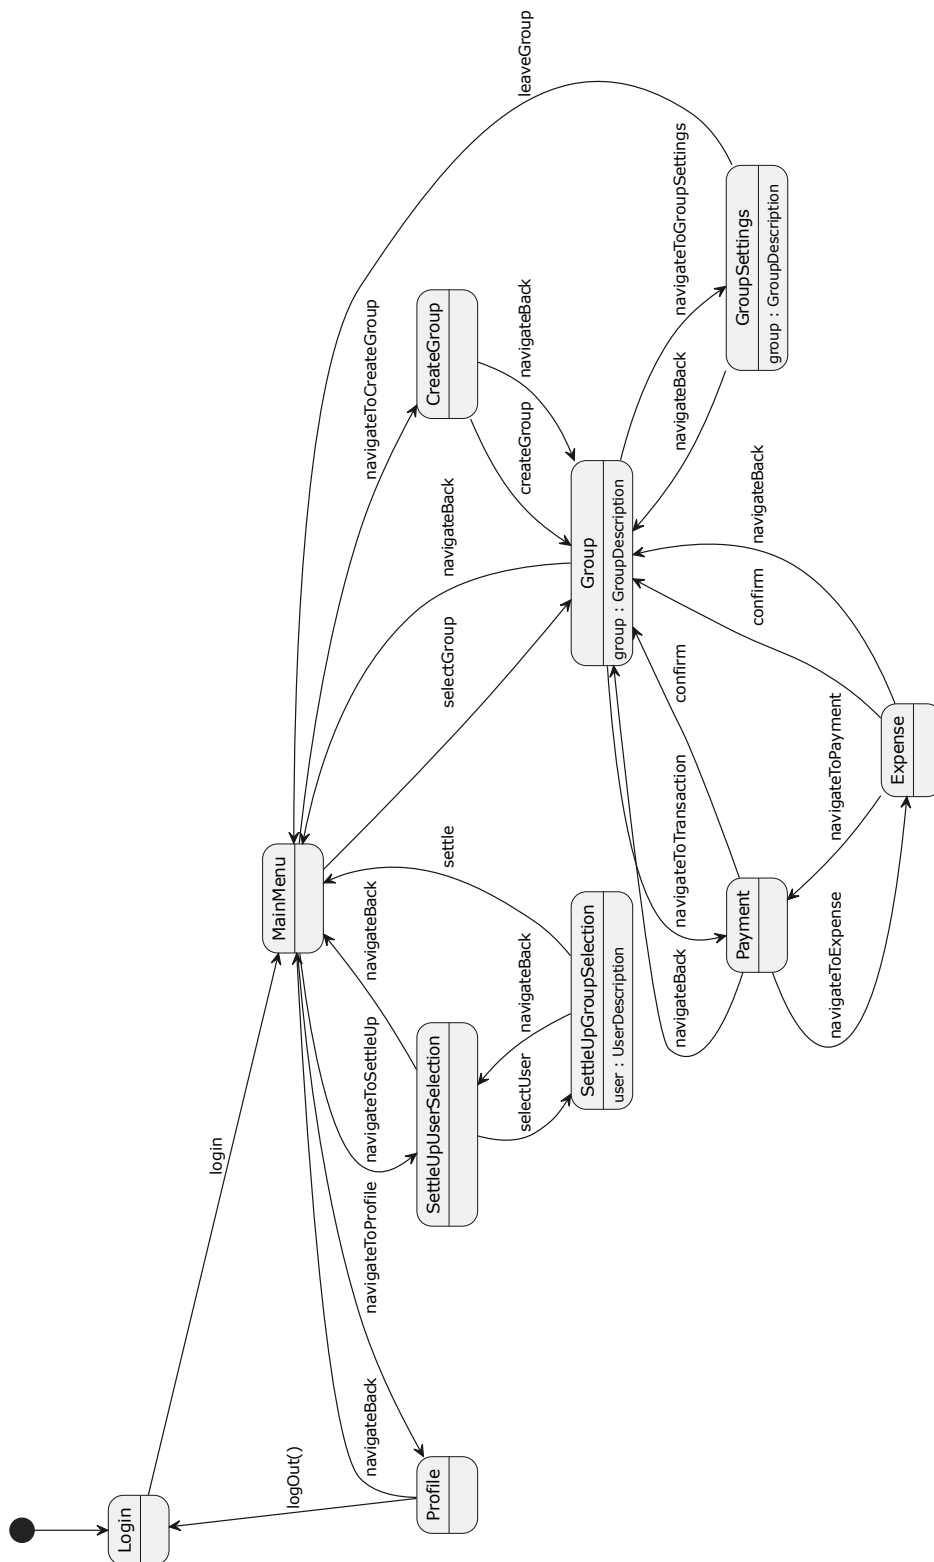 Login
login
logOut()
MainMenu
navigateBack
navigateToProfile
Profile
navigateToSettleUp
navigateBack
SettleUpUserSelection
selectUser
navigateBack
settle
SettleUpGroupSelection
user : UserDescription
selectGroup
navigateBack
navigateToCreateGroup
leaveGroup
CreateGroup
createGroup
navigateBack
Group
group : GroupDescription
navigateBack
navigateToTransaction
confirm
navigateBack
navigateToGroupSettings
GroupSettings
group : GroupDescription
Payment
confirm
navigateBack
navigateToExpense
navigateToPayment
Expense